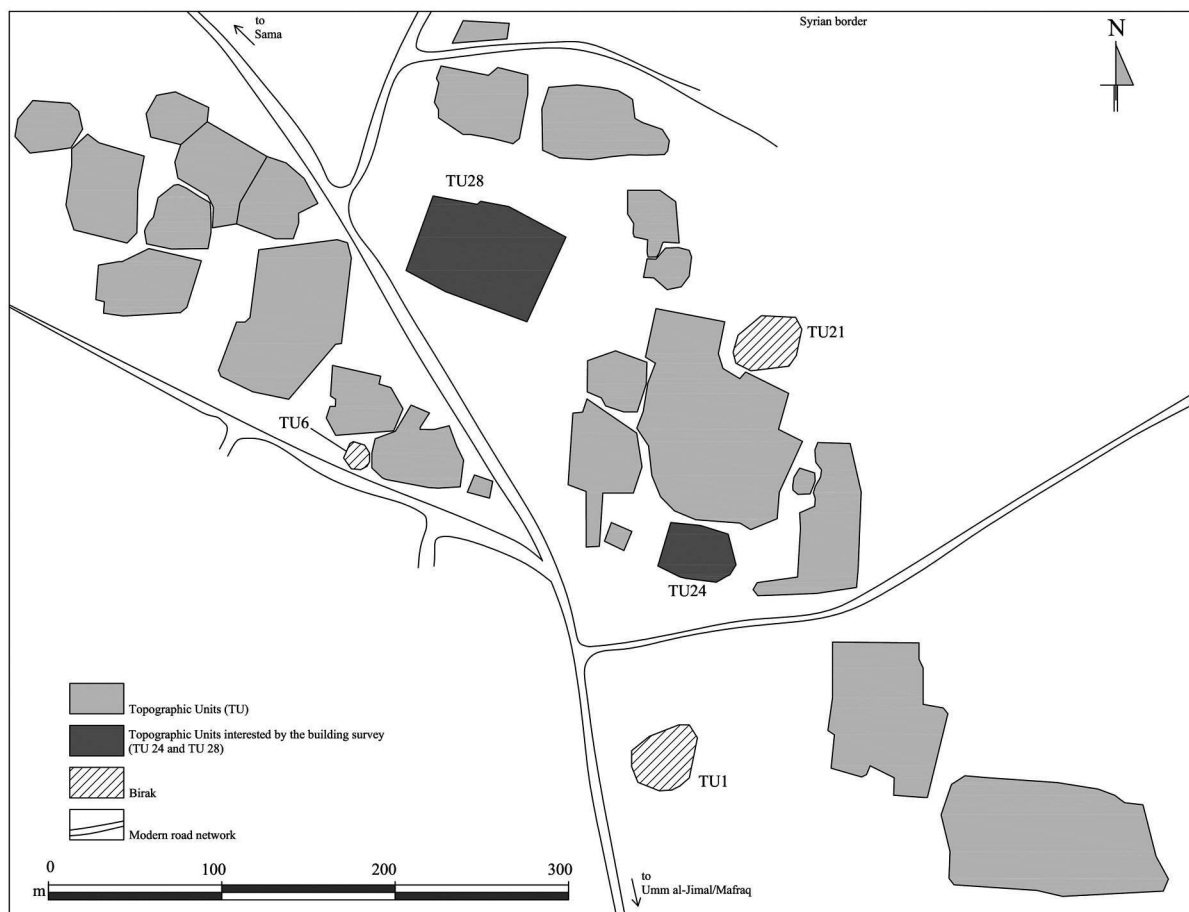 to
Sama
Syrian border
N
TU28
TU21
TU6
TU24
TU1
Topographic Units (TU)
Topographic Units interested by the building survey
(TU 24 and TU 28)
Birak
Modern road network
0 100 200 300
m
to
Umm al-Jimal/Mafraq